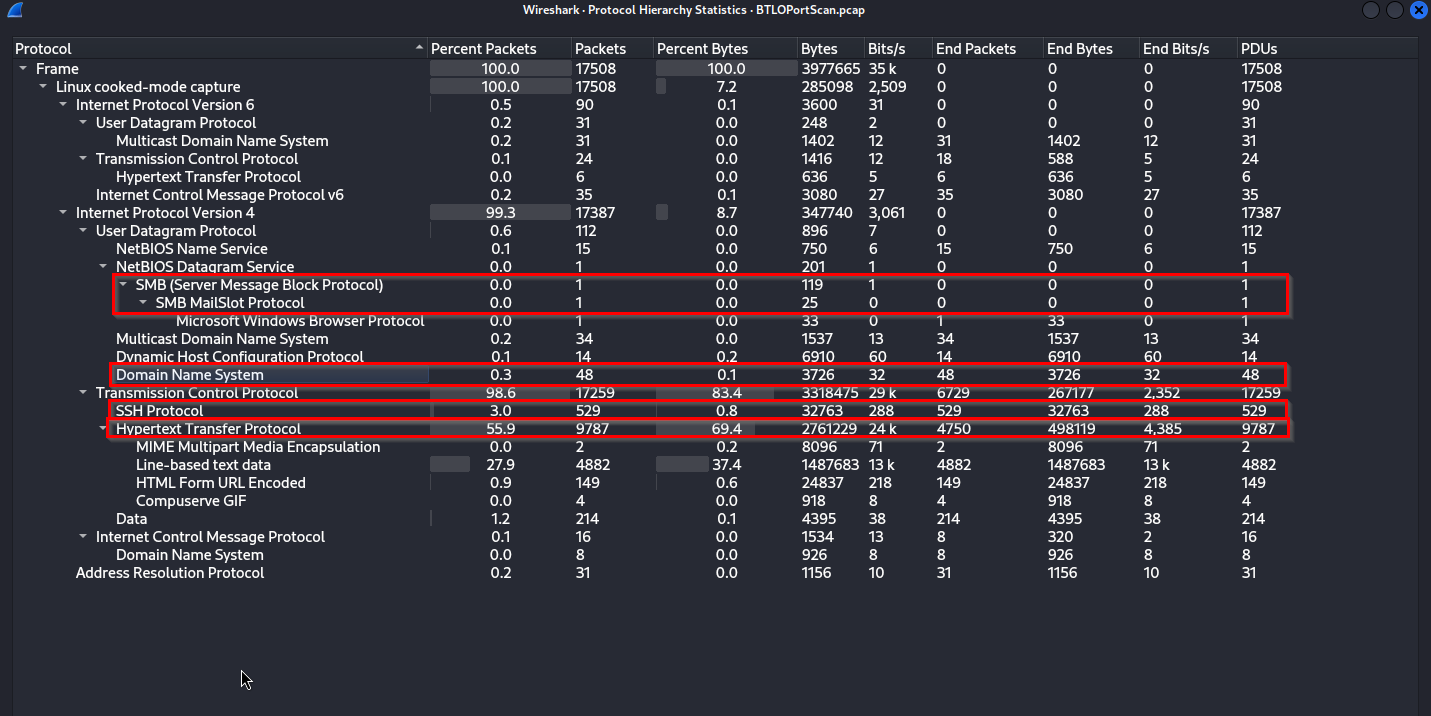 Wireshark · Protocol Hierarchy Statistics · BTLOPortScan.pcap
Protocol Percent Packets Packets Percent Bytes Bytes Bits/s End Packets End Bytes End Bits/s PDUs
Frame 100.0 17508 100.0 3977665 35 k 0 0 0 17508
Linux cooked-mode capture 100.0 17508 7.2 285098 2,509 0 0 0 17508
Internet Protocol Version 6 0.5 90 0.1 3600 31 0 0 0 90
User Datagram Protocol 0.2 31 0.0 248 2 0 0 0 31
Multicast Domain Name System 0.2 31 0.0 1402 12 31 1402 12 31
Transmission Control Protocol 0.1 24 0.0 1416 12 18 588 5 24
Hypertext Transfer Protocol 0.0 6 0.0 636 5 6 636 5 6
Internet Control Message Protocol v6 0.2 35 0.1 3080 27 35 3080 27 35
Internet Protocol Version 4 99.3 17387 8.7 347740 3,061 0 0 0 17387
User Datagram Protocol 0.6 112 0.0 896 7 0 0 0 112
NetBIOS Name Service 0.1 15 0.0 750 6 15 750 6 15
NetBIOS Datagram Service 0.0 1 0.0 201 1 0 0 0 1
SMB (Server Message Block Protocol) 0.0 1 0.0 119 1 0 0 0 1
SMB MailSlot Protocol 0.0 1 0.0 25 0 0 0 0 1
Microsoft Windows Browser Protocol 0.0 1 0.0 33 0 1 33 0 1
Multicast Domain Name System 0.2 34 0.0 1537 13 34 1537 13 34
Dynamic Host Configuration Protocol 0.1 14 0.2 6910 60 14 6910 60 14
Domain Name System 0.3 48 0.1 3726 32 48 3726 32 48
Transmission Control Protocol 98.6 17259 83.4 3318475 29 k 6729 267177 2,352 17259
SSH Protocol 3.0 529 0.8 32763 288 529 32763 288 529
Hypertext Transfer Protocol 55.9 9787 69.4 2761229 24 k 4750 498119 4,385 9787
MIME Multipart Media Encapsulation 0.0 2 0.2 8096 71 2 8096 71 2
Line-based text data 27.9 4882 37.4 1487683 13 k 4882 1487683 13 k 4882
HTML Form URL Encoded 0.9 149 0.6 24837 218 149 24837 218 149
Compuserve GIF 0.0 4 0.0 918 8 4 918 8 4
Data 1.2 214 0.1 4395 38 214 4395 38 214
Internet Control Message Protocol 0.1 16 0.0 1534 13 8 320 2 16
Domain Name System 0.0 8 0.0 926 8 8 926 8 8
Address Resolution Protocol 0.2 31 0.0 1156 10 31 1156 10 31